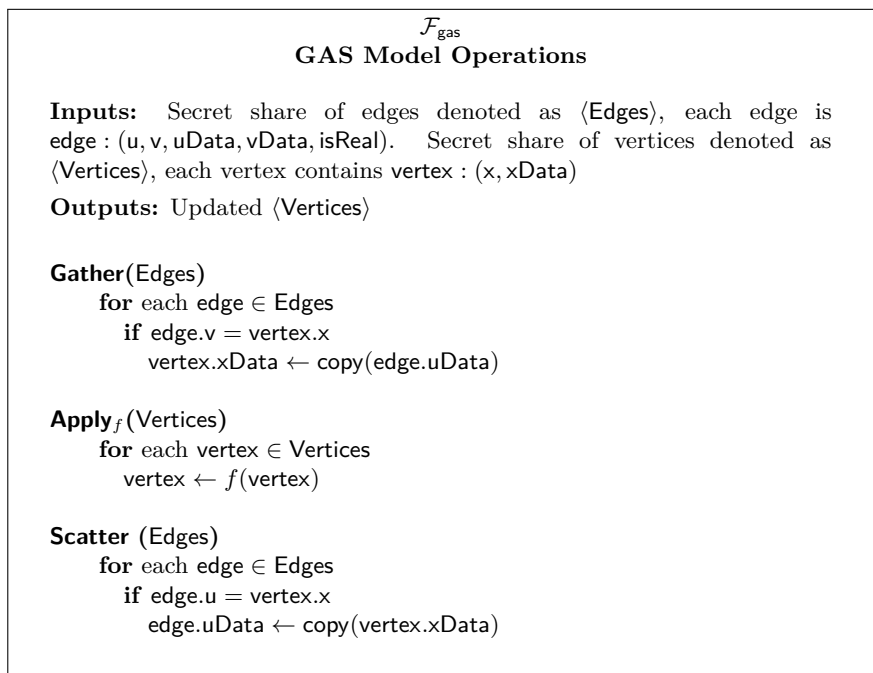 𝓕gas
GAS Model Operations
Inputs: Secret share of edges denoted as ⟨Edges⟩, each edge is
edge : (u, v, uData, vData, isReal). Secret share of vertices denoted as
⟨Vertices⟩, each vertex contains vertex : (x, xData)
Outputs: Updated ⟨Vertices⟩
Gather(Edges)
for each edge ∈ Edges
if edge.v = vertex.x
vertex.xData ← copy(edge.uData)
Applyf(Vertices)
for each vertex ∈ Vertices
vertex ← f(vertex)
Scatter (Edges)
for each edge ∈ Edges
if edge.u = vertex.x
edge.uData ← copy(vertex.xData)